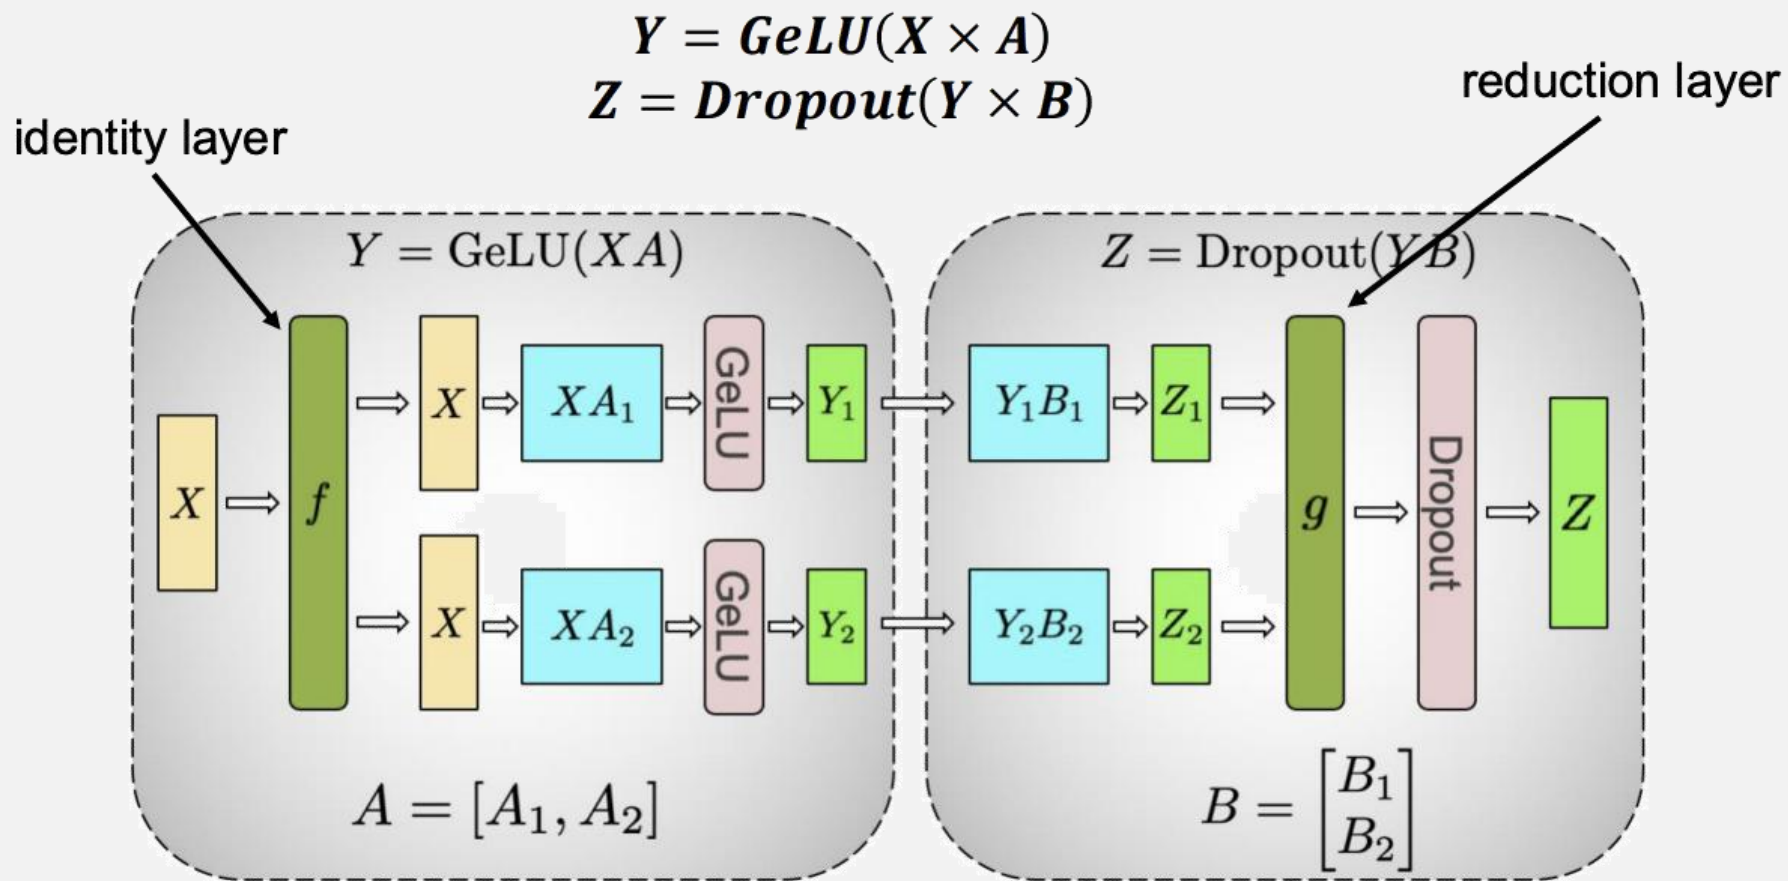 Y = GeLU(X × A)
Z = Dropout(Y × B)
identity layer
reduction layer
Y = GeLU(XA)
X
f
X
XA₁
GeLU
Y₁
X
XA₂
GeLU
Y₂
A = [A₁, A₂]
Z = Dropout(YB)
Y₁B₁
Z₁
Y₂B₂
Z₂
g
Dropout
Z
B = [B₁
B₂]